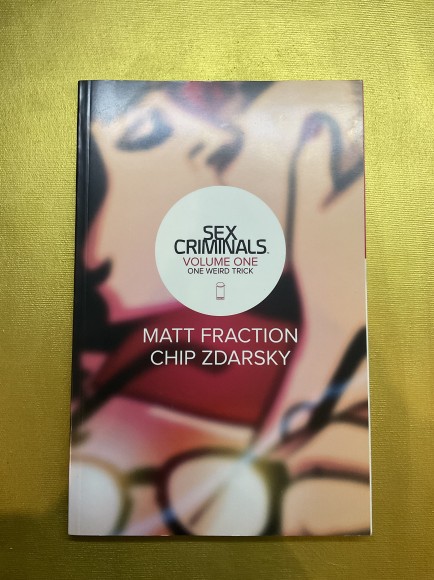 SEX
CRIMINALS
VOLUME ONE
ONE WEIRD TRICK
MATT FRACTION
CHIP ZDARSKY